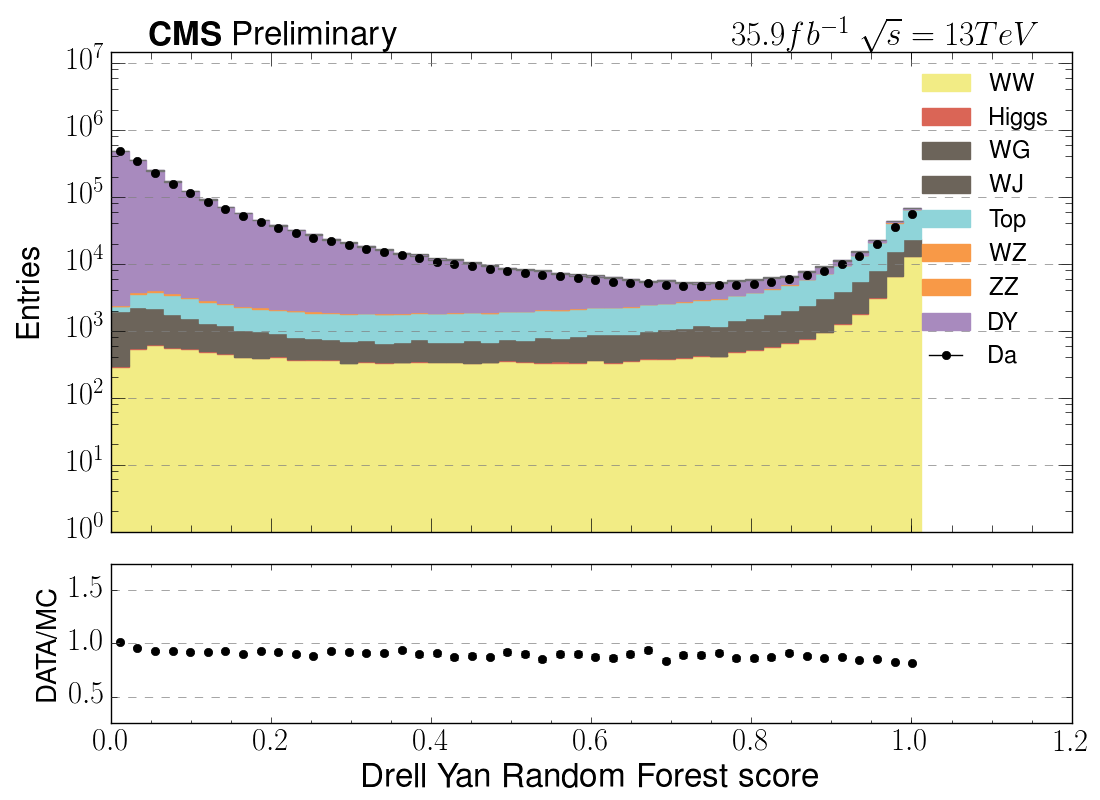 CMS Preliminary
35.9fb⁻¹ √s = 13TeV
10⁷
10⁶
10⁵
10⁴
10³
10²
10¹
10⁰
Entries
WW
Higgs
WG
WJ
Top
WZ
ZZ
DY
Da
1.5
1.0
0.5
DATA/MC
0.0 0.2 0.4 0.6 0.8 1.0 1.2
Drell Yan Random Forest score